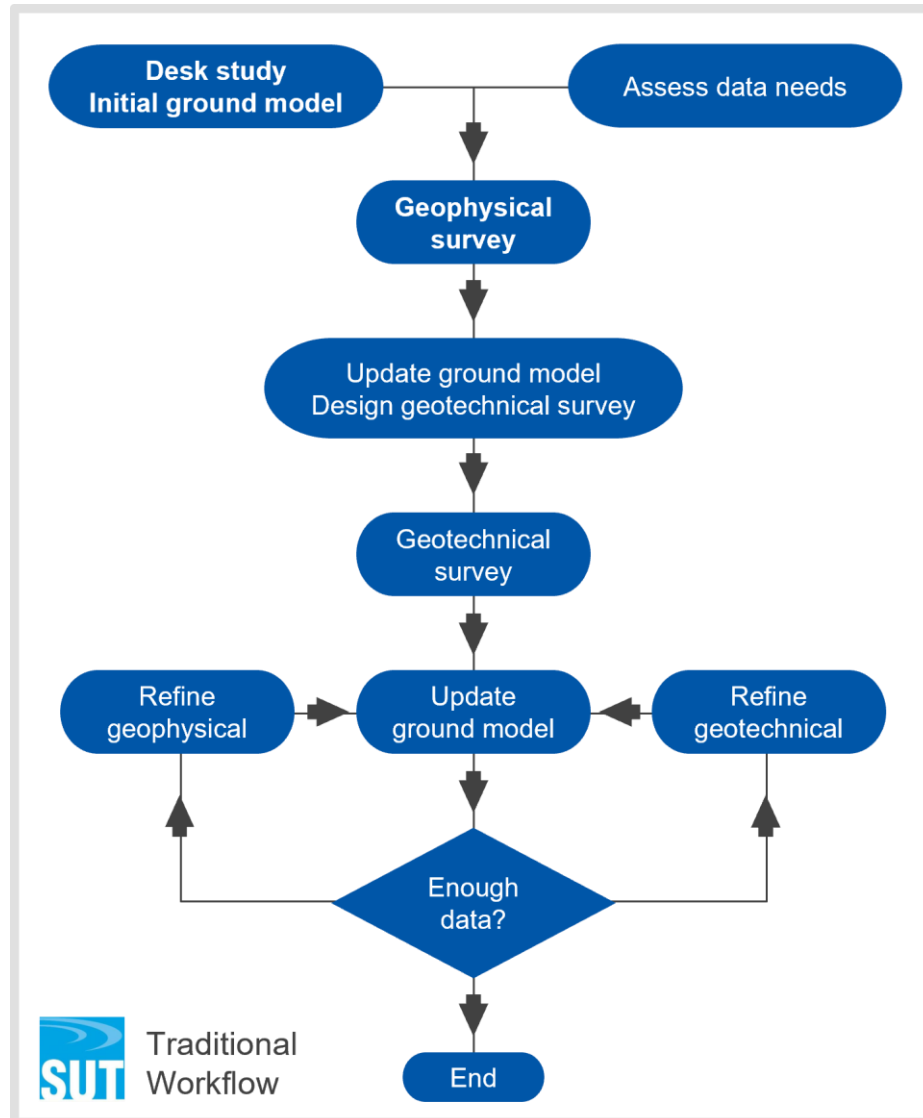 Desk study
Initial ground model
Assess data needs
Geophysical
survey
Update ground model
Design geotechnical survey
Geotechnical
survey
Refine
geophysical
Update
ground model
Refine
geotechnical
Enough
data?
End
SUT
Traditional
Workflow